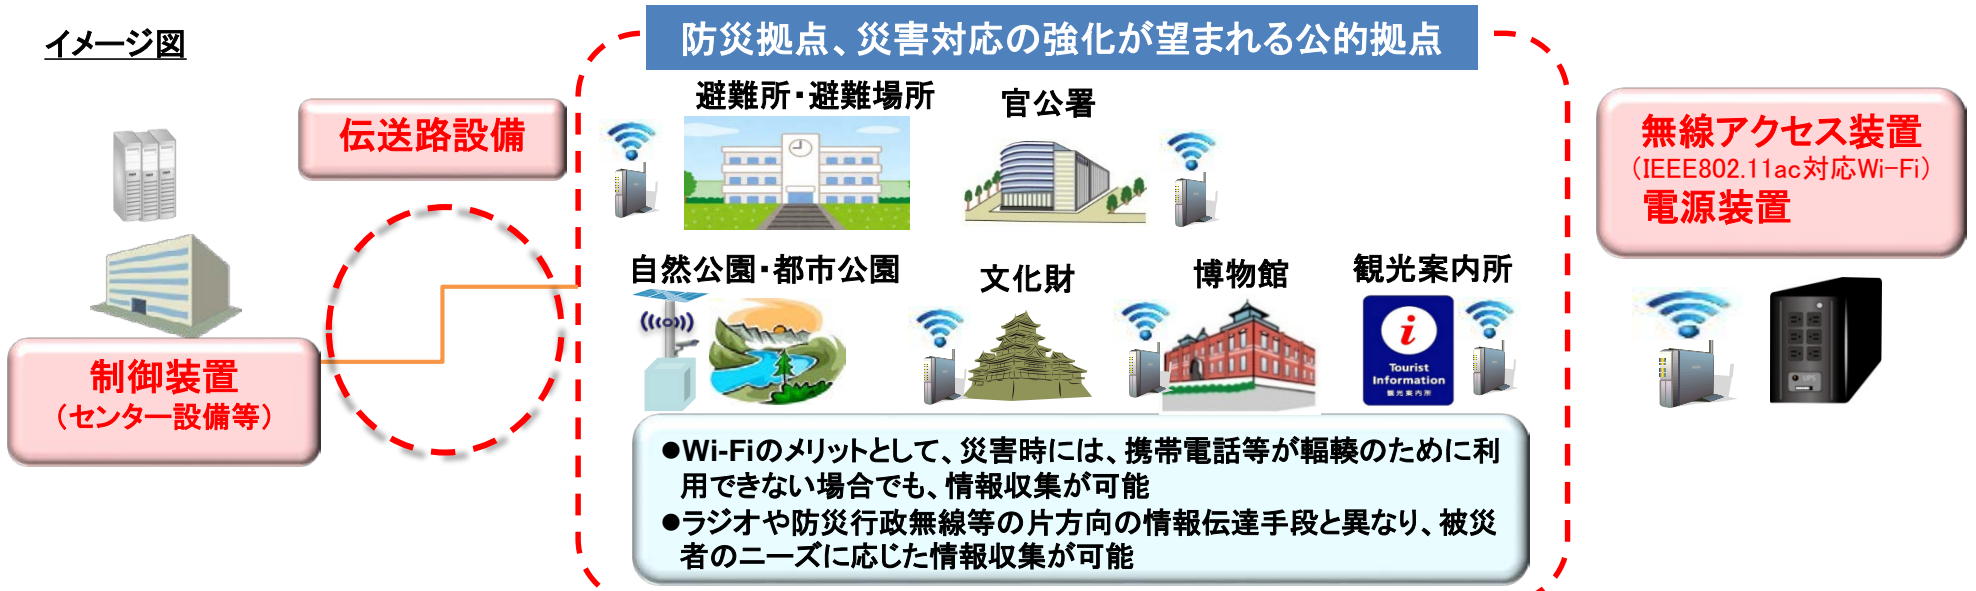 イメージ図
防災拠点、災害対応の強化が望まれる公的拠点
伝送路設備
避難所・避難場所
官公署
無線アクセス装置
（IEEE802.11ac対応Wi-Fi）
電源装置
自然公園・都市公園
文化財
博物館
観光案内所
i
Tourist
Information
観光案内所
UPS
制御装置
（センター設備等）
●Wi-Fiのメリットとして、災害時には、携帯電話等が輻輳のために利
用できない場合でも、情報収集が可能
●ラジオや防災行政無線等の片方向の情報伝達手段と異なり、被災
者のニーズに応じた情報収集が可能